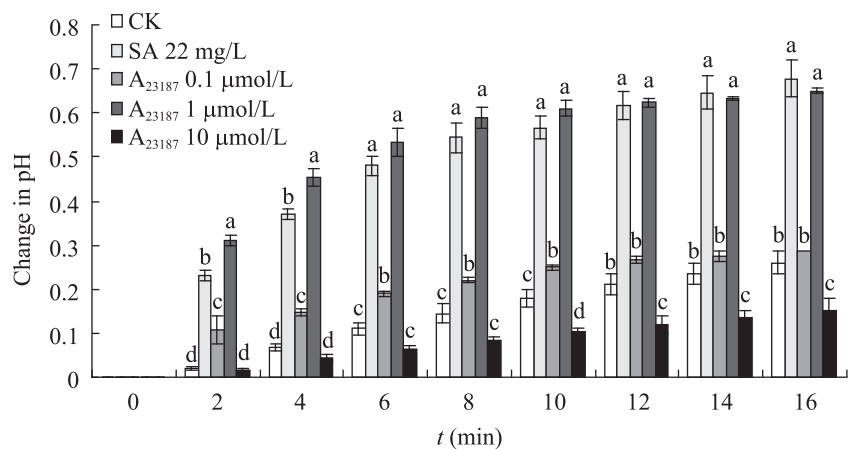 CK
SA 22 mg/L
A23187 0.1 μmol/L
A23187 1 μmol/L
A23187 10 μmol/L
Change in pH
0.8
0.7
0.6
0.5
0.4
0.3
0.2
0.1
0
d b c a d
d b c a d
c a b a c
c a b a c
c a b a d
b a b a c
b a b a c
b a b a c
0 2 4 6 8 10 12 14 16
t (min)